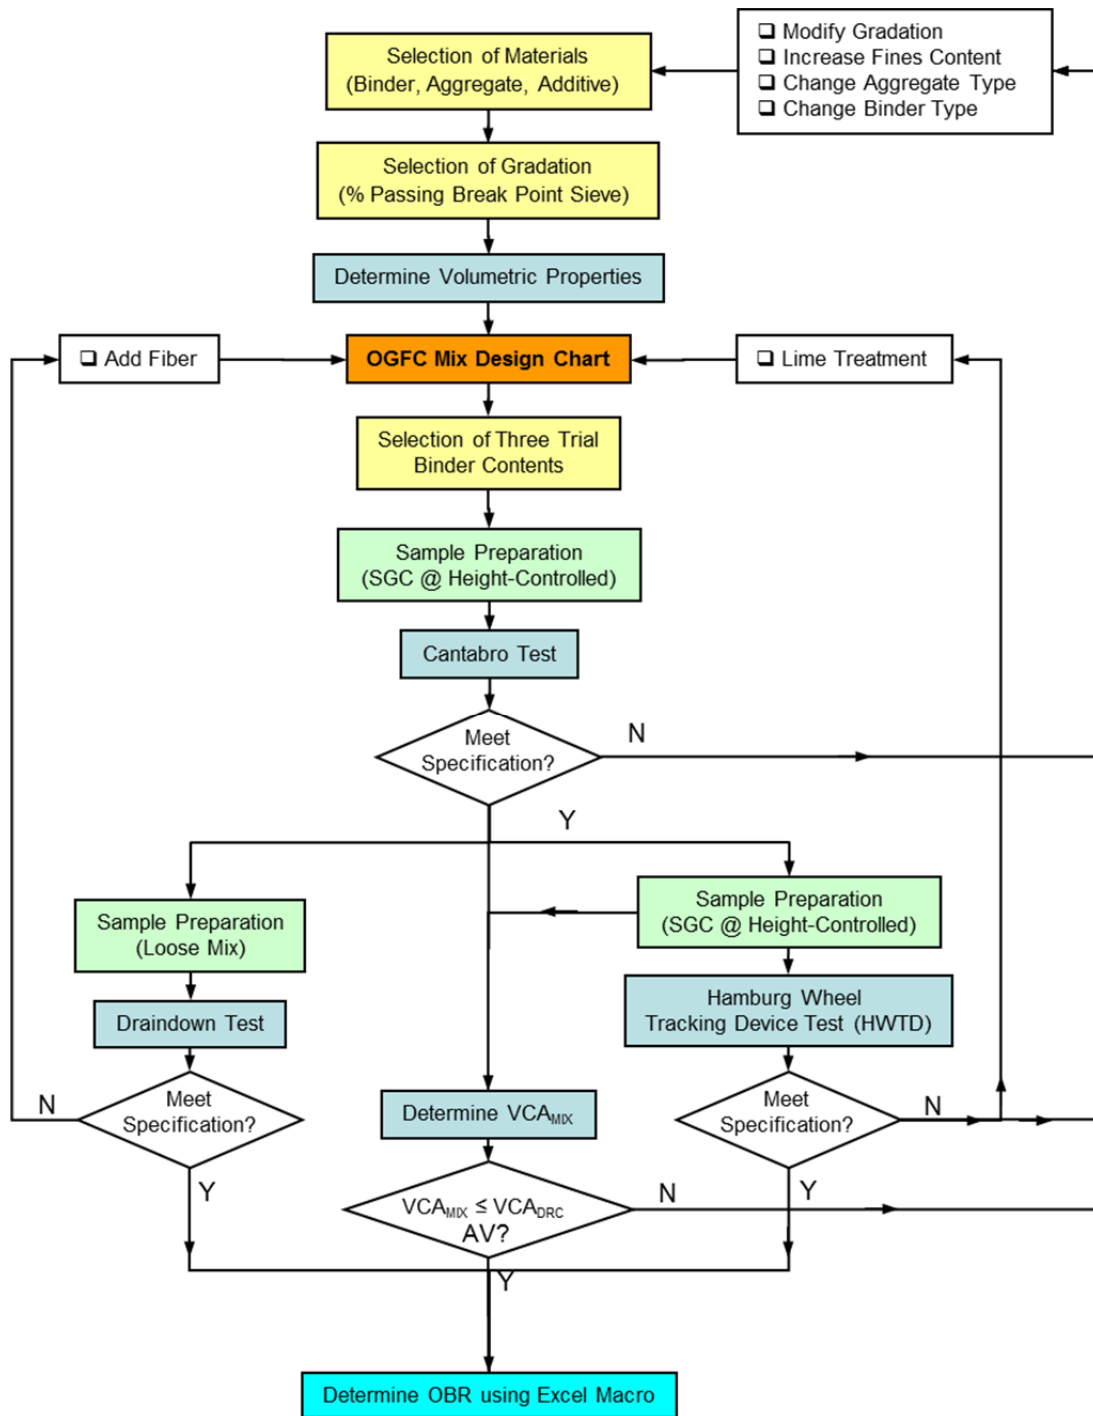 Selection of Materials
(Binder, Aggregate, Additive)
❑ Modify Gradation
❑ Increase Fines Content
❑ Change Aggregate Type
❑ Change Binder Type
Selection of Gradation
(% Passing Break Point Sieve)
Determine Volumetric Properties
❑ Add Fiber
OGFC Mix Design Chart
❑ Lime Treatment
Selection of Three Trial
Binder Contents
Sample Preparation
(SGC @ Height-Controlled)
Cantabro Test
Meet
Specification?
N
Y
Sample Preparation
(Loose Mix)
Sample Preparation
(SGC @ Height-Controlled)
Draindown Test
Hamburg Wheel
Tracking Device Test (HWTD)
Meet
Specification?
N
Y
Determine VCAMIX
Meet
Specification?
N
Y
VCAMIX ≤ VCADRC
AV?
N
Y
Determine OBR using Excel Macro